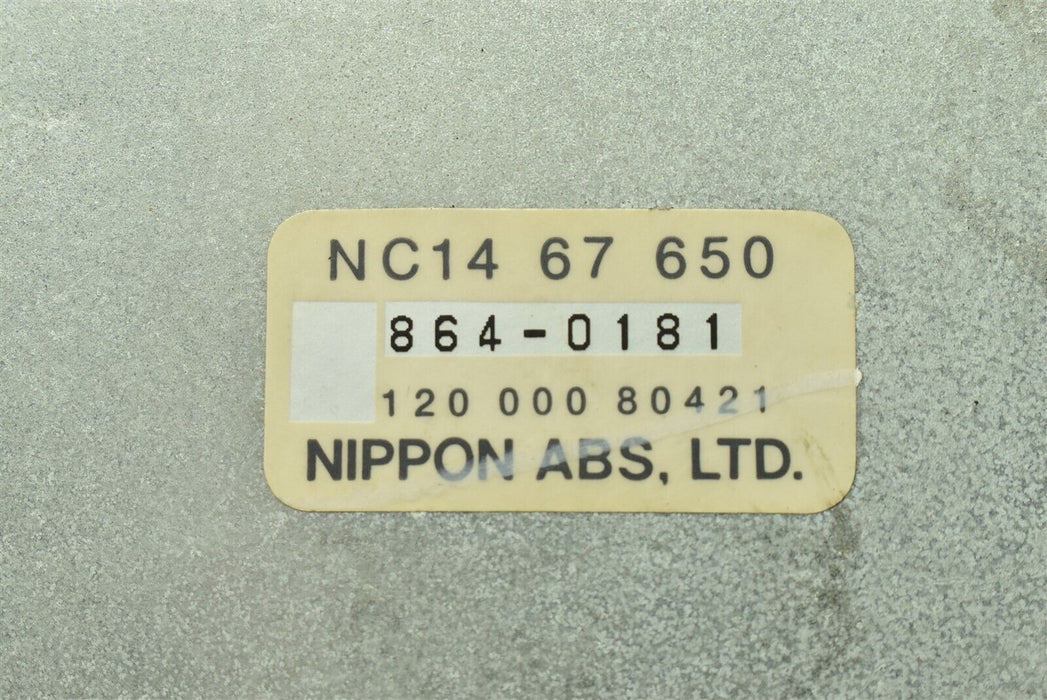 NC14 67 650
864-0181
120 000 80421
NIPPON ABS, LTD.